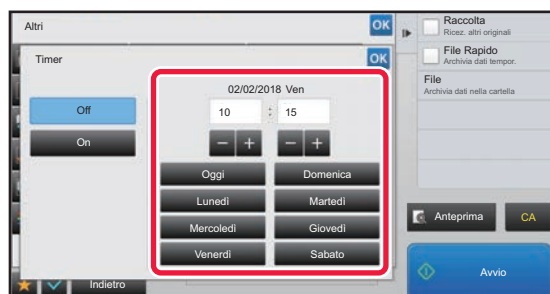 Altri
OK
Timer
OK
Off
On
02/02/2018 Ven
10 : 15
Oggi Domenica
Lunedì Martedì
Mercoledì Giovedì
Venerdì Sabato
Indietro
Raccolta
Ricez. altri originali
File Rapido
Archivia dati tempor.
File
Archivia dati nella cartella
Anteprima
CA
Avvio